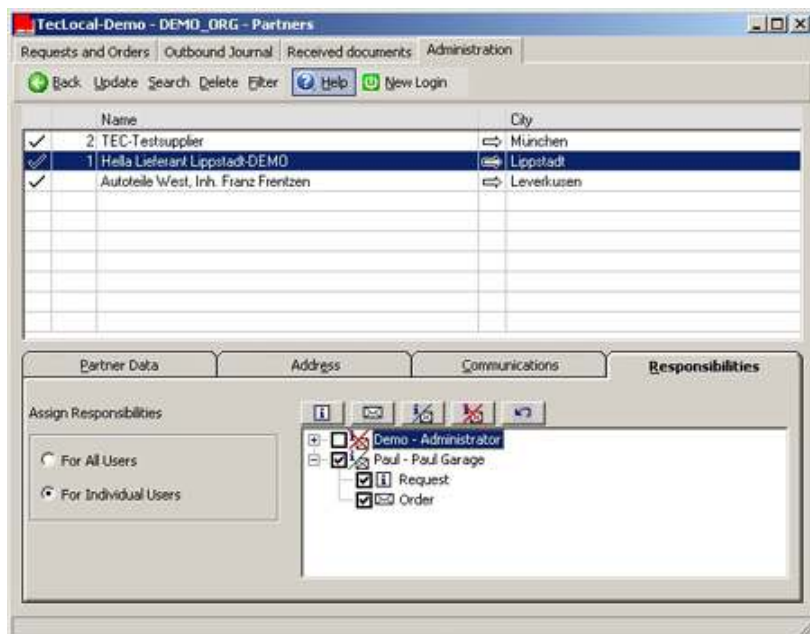 TecLocal-Demo - DEMO_ORG - Partners
Requests and Orders Outbound Journal Received documents Administration
Back Update Search Delete Filter Help New Login
Name City
2 TEC-Testsupplier München
1 Hella Lieferant Lippstadt-DEMO Lippstadt
Autoteile West, Inh. Franz Frentzen Leverkusen
Partner Data Address Communications Responsibilities
Assign Responsibilities
For All Users
For Individual Users
Demo - Administrator
Paul - Paul Garage
Request
Order